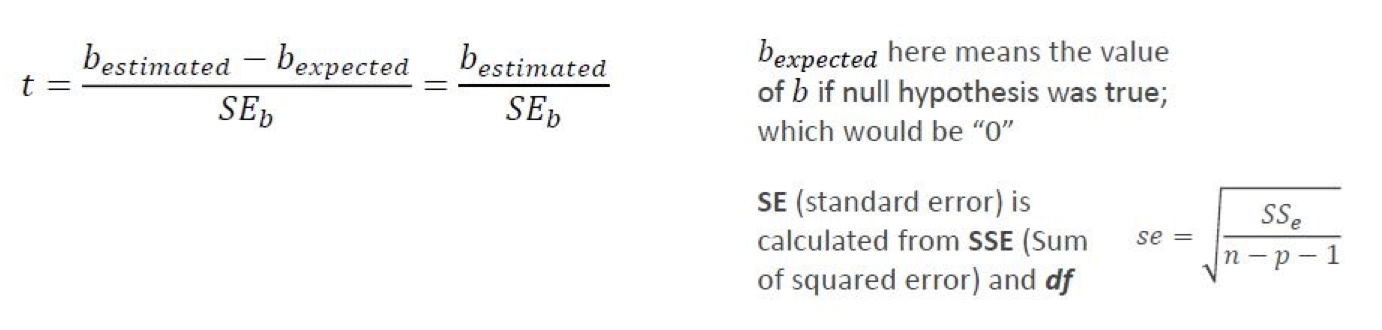 t = \frac{b_{estimated} - b_{expected}}{SE_b} = \frac{b_{estimated}}{SE_b}
b_{expected} here means the value
of b if null hypothesis was true;
which would be “0”
SE (standard error) is
calculated from SSE (Sum
of squared error) and df
se = \sqrt{\frac{SS_e}{n - p - 1}}